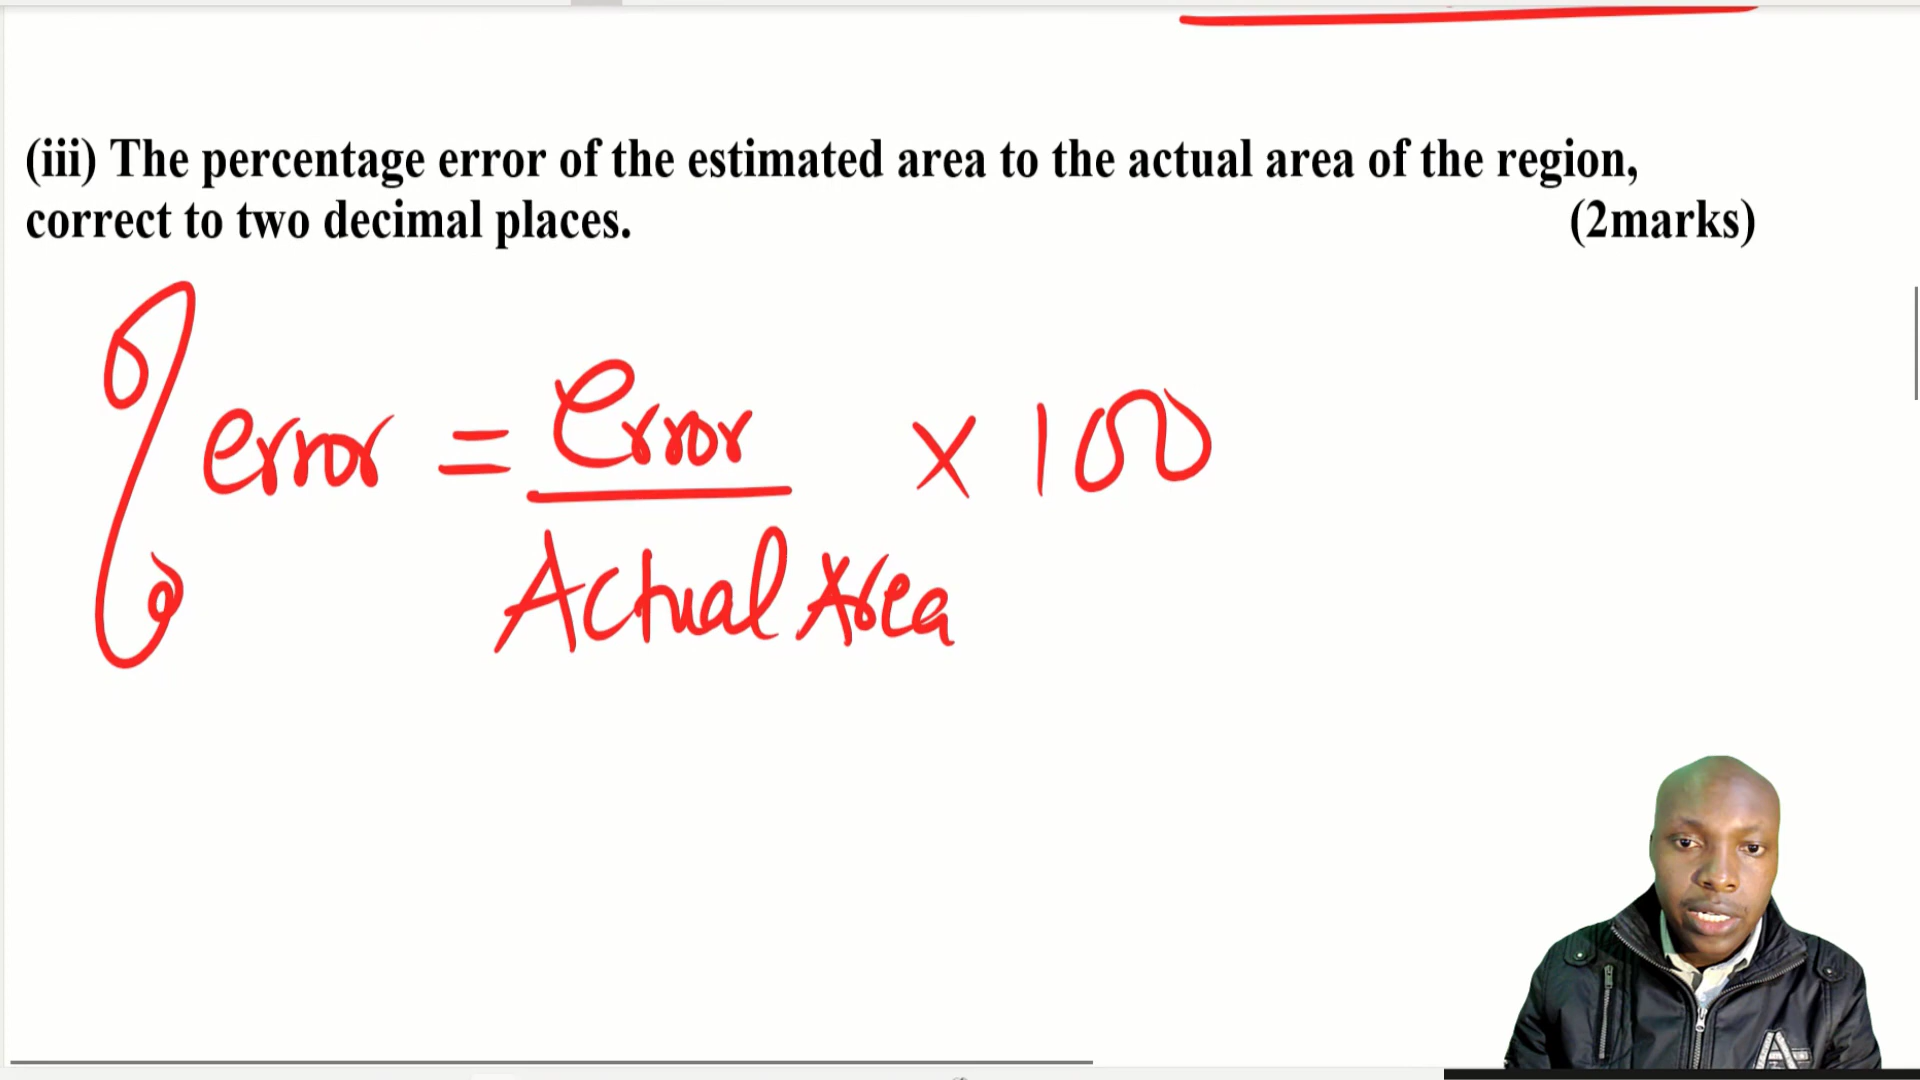 (iii) The percentage error of the estimated area to the actual area of the region,
correct to two decimal places. (2marks)
% error = Error × 100
Actual Area
A